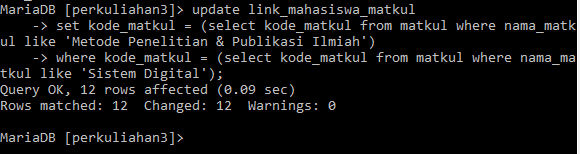 MariaDB [perkuliahan3]> update link_mahasiswa_matkul
    -> set kode_matkul = (select kode_matkul from matkul where nama_matk
ul like 'Metode Penelitian & Publikasi Ilmiah')
    -> where kode_matkul = (select kode_matkul from matkul where nama_ma
tkul like 'Sistem Digital');
Query OK, 12 rows affected (0.09 sec)
Rows matched: 12  Changed: 12  Warnings: 0
MariaDB [perkuliahan3]>